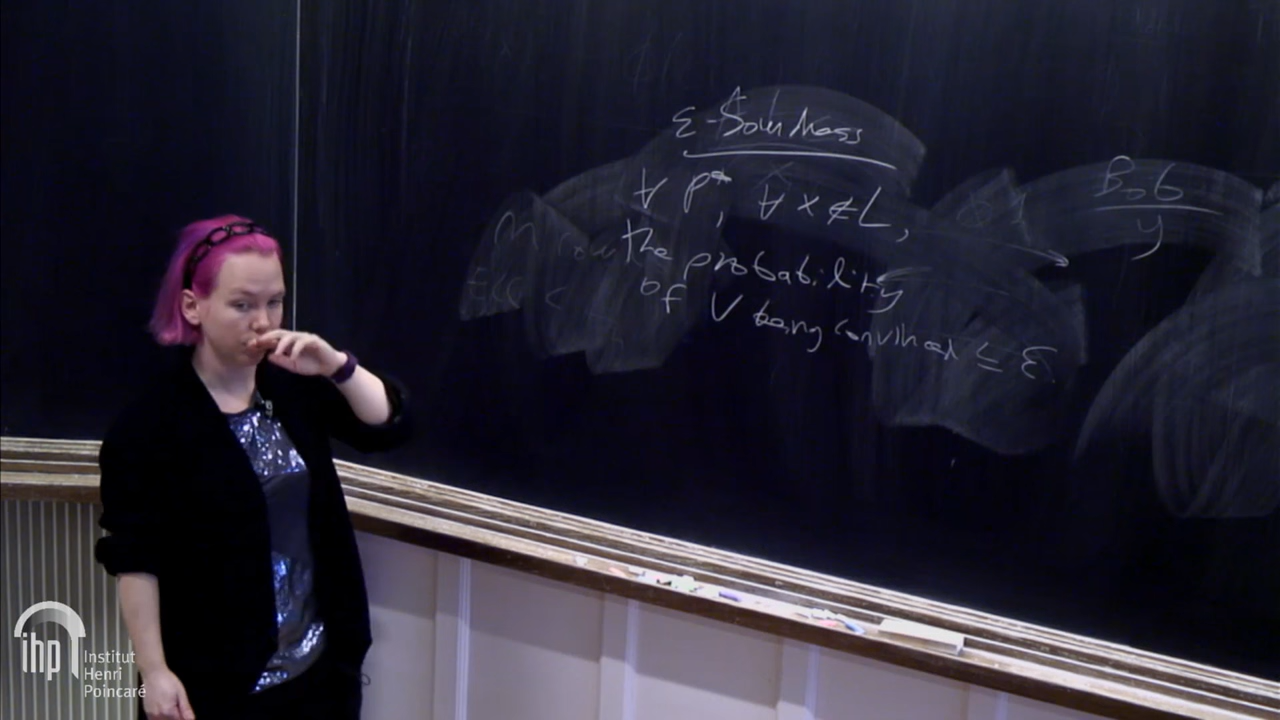 ε-Soundness
∀ P*, ∀ x ∉ L,
the probability
of V being convinced ≤ ε
Bob
y
ihp
Institut
Henri
Poincaré